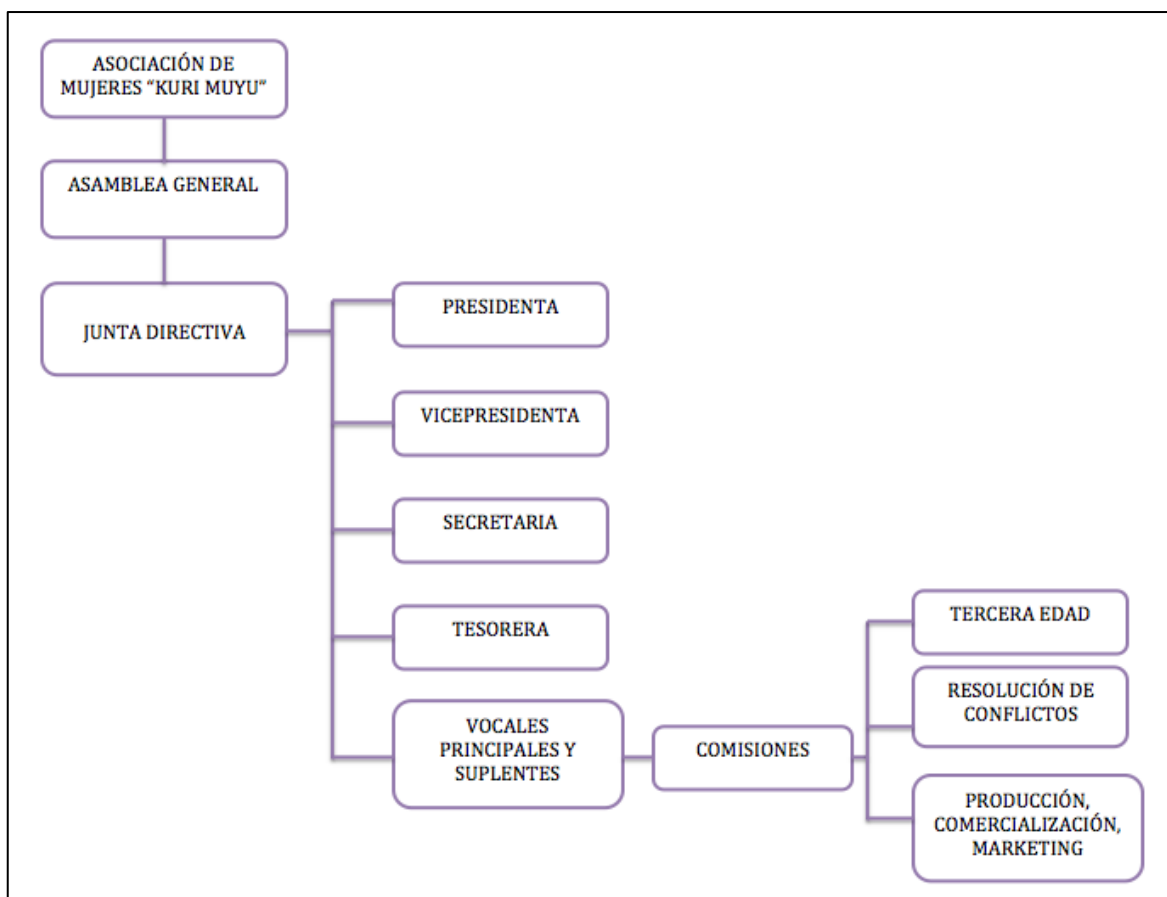 ASOCIACIÓN DE
MUJERES “KURI MUYU”
ASAMBLEA GENERAL
JUNTA DIRECTIVA
PRESIDENTA
VICEPRESIDENTA
SECRETARIA
TESORERA
VOCALES
PRINCIPALES Y
SUPLENTES
COMISIONES
TERCERA EDAD
RESOLUCIÓN DE
CONFLICTOS
PRODUCCIÓN,
COMERCIALIZACIÓN,
MARKETING